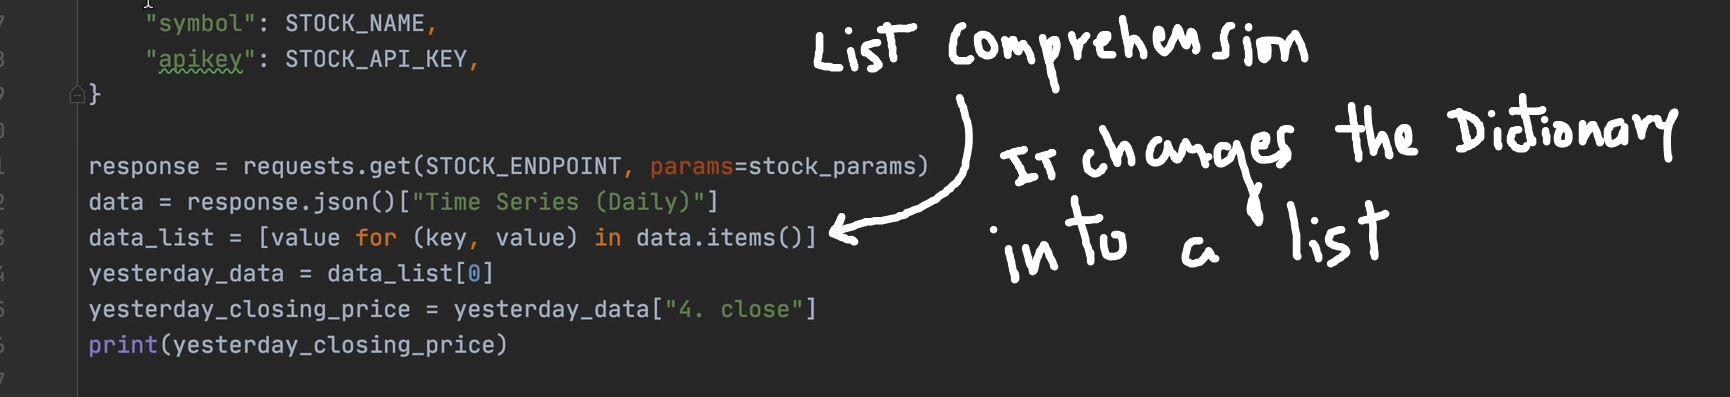 "symbol": STOCK_NAME,
"apikey": STOCK_API_KEY,
}
response = requests.get(STOCK_ENDPOINT, params=stock_params)
data = response.json()["Time Series (Daily)"]
data_list = [value for (key, value) in data.items()]
yesterday_data = data_list[0]
yesterday_closing_price = yesterday_data["4. close"]
print(yesterday_closing_price)
List Comprehension
It changes the Dictionary
into a list